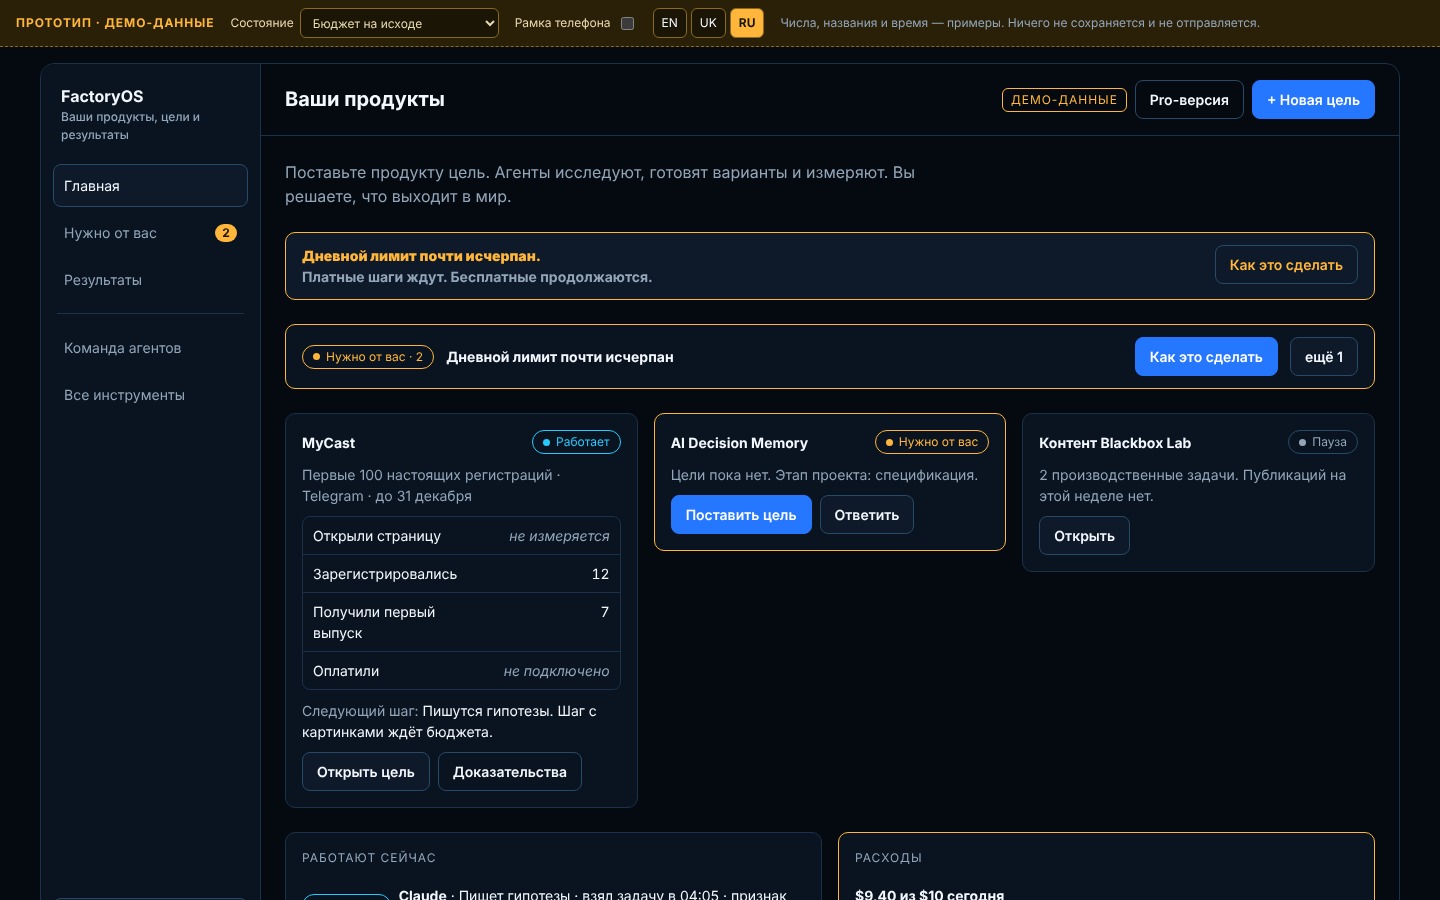 ПРОТОТИП · ДЕМО-ДАННЫЕ
Состояние
Бюджет на исходе
Рамка телефона
EN
UK
RU
Числа, названия и время — примеры. Ничего не сохраняется и не отправляется.
FactoryOS
Ваши продукты, цели и
результаты
Главная
Нужно от вас
2
Результаты
Команда агентов
Все инструменты
Ваши продукты
ДЕМО-ДАННЫЕ
Pro-версия
+ Новая цель
Поставьте продукту цель. Агенты исследуют, готовят варианты и измеряют. Вы
решаете, что выходит в мир.
Дневной лимит почти исчерпан.
Платные шаги ждут. Бесплатные продолжаются.
Как это сделать
Нужно от вас · 2
Дневной лимит почти исчерпан
Как это сделать
ещё 1
MyCast
Работает
Первые 100 настоящих регистраций ·
Telegram · до 31 декабря
Открыли страницу
не измеряется
Зарегистрировались
12
Получили первый
выпуск
7
Оплатили
не подключено
Следующий шаг: Пишутся гипотезы. Шаг с
картинками ждёт бюджета.
Открыть цель
Доказательства
AI Decision Memory
Нужно от вас
Цели пока нет. Этап проекта: спецификация.
Поставить цель
Ответить
Контент Blackbox Lab
Пауза
2 производственные задачи. Публикаций на
этой неделе нет.
Открыть
РАБОТАЮТ СЕЙЧАС
Claude · Пишет гипотезы · взял задачу в 04:05 · признак
РАСХОДЫ
$9.40 из $10 сегодня